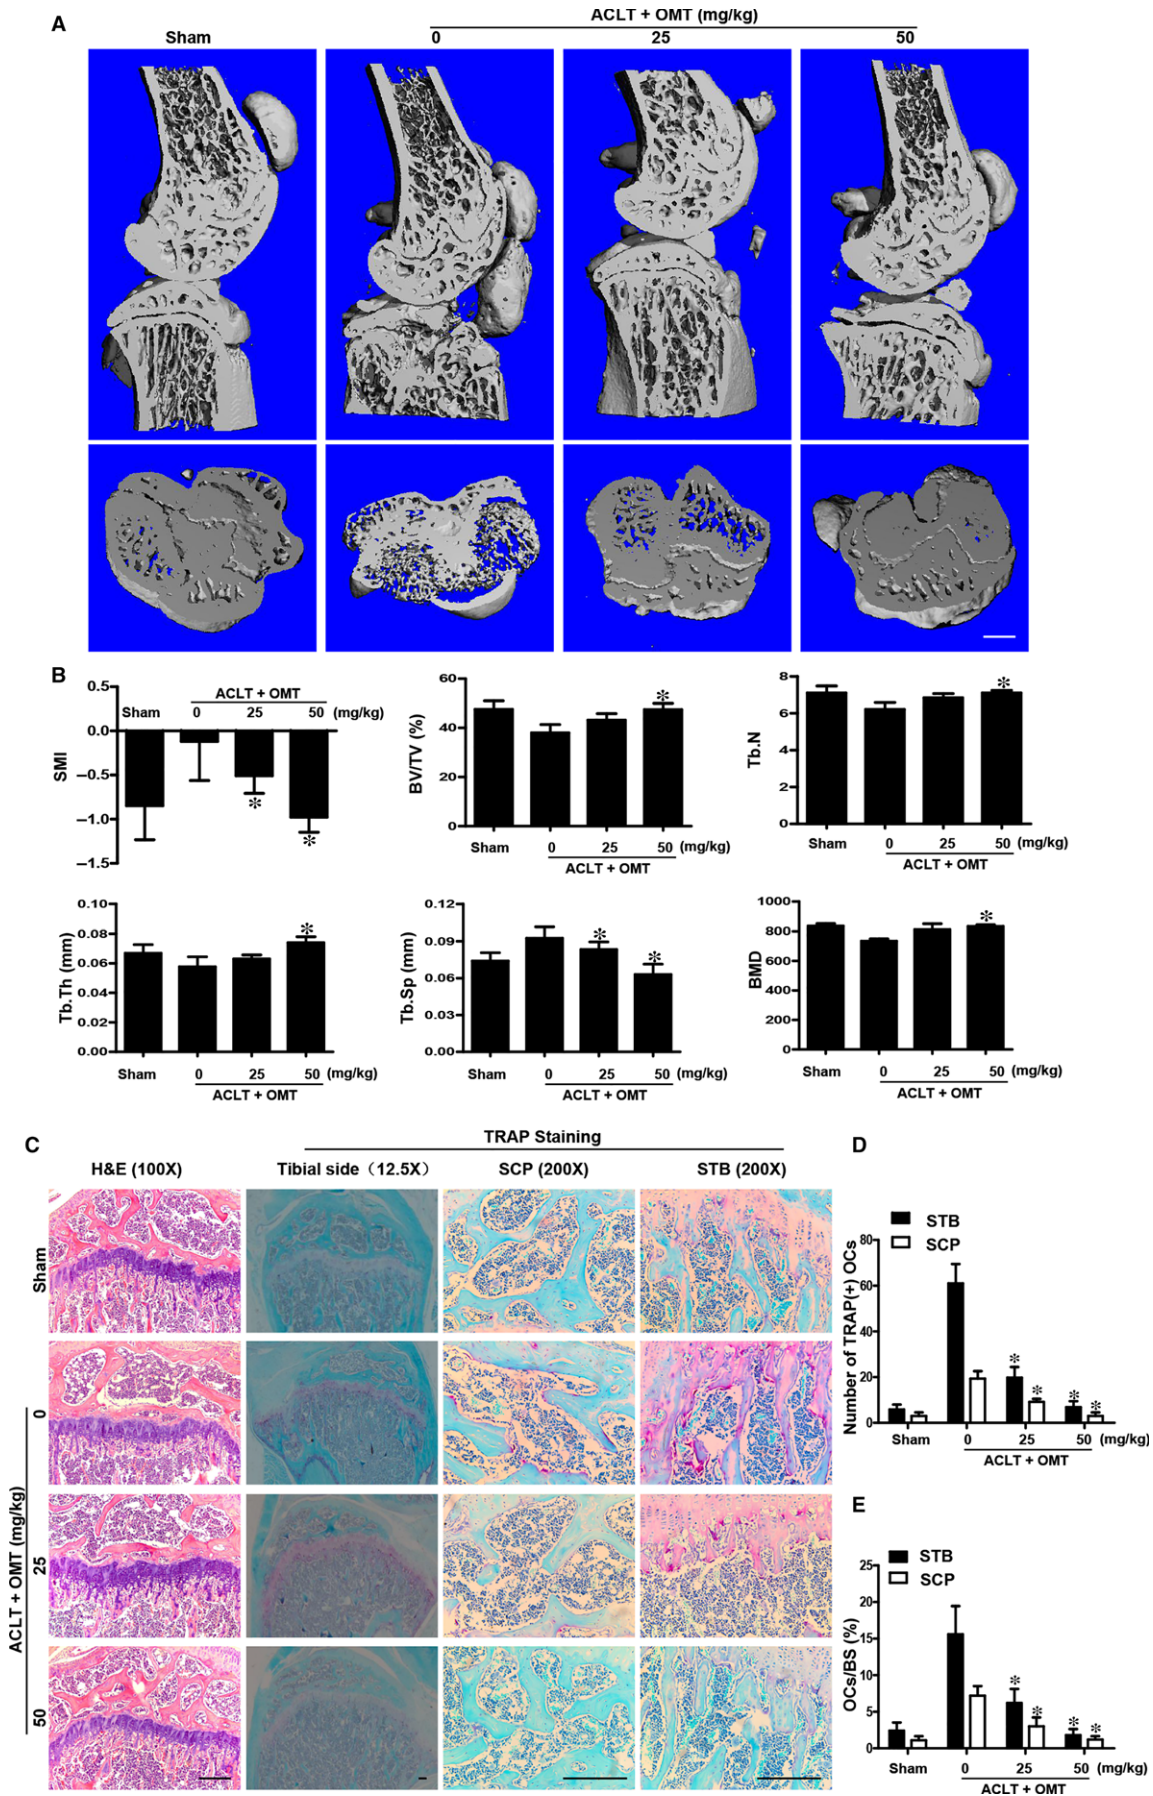 A
ACLT + OMT (mg/kg)
Sham
0
25
50
B
0.5
0.0
−0.5
−1.0
−1.5
SMI
Sham
ACLT + OMT
0
25
50
(mg/kg)
*
*
60
40
20
0
BV/TV (%)
*
Sham
0
25
50
(mg/kg)
ACLT + OMT
8
6
4
2
0
Tb.N
*
Sham
0
25
50
(mg/kg)
ACLT + OMT
0.10
0.08
0.06
0.04
0.02
0.00
Tb.Th (mm)
*
Sham
0
25
50
(mg/kg)
ACLT + OMT
0.12
0.09
0.06
0.03
0.00
Tb.Sp (mm)
*
*
Sham
0
25
50
(mg/kg)
ACLT + OMT
1000
800
600
400
200
0
BMD
*
Sham
0
25
50
(mg/kg)
ACLT + OMT
C
TRAP Staining
H&E (100X)
Tibial side (12.5X)
SCP (200X)
STB (200X)
Sham
0
25
50
ACLT + OMT (mg/kg)
D
STB
SCP
80
60
40
20
0
Number of TRAP(+) OCs
*
*
*
*
Sham
0
25
50
(mg/kg)
ACLT + OMT
E
STB
SCP
25
20
15
10
5
0
OCs/BS (%)
*
*
*
*
Sham
0
25
50
(mg/kg)
ACLT + OMT